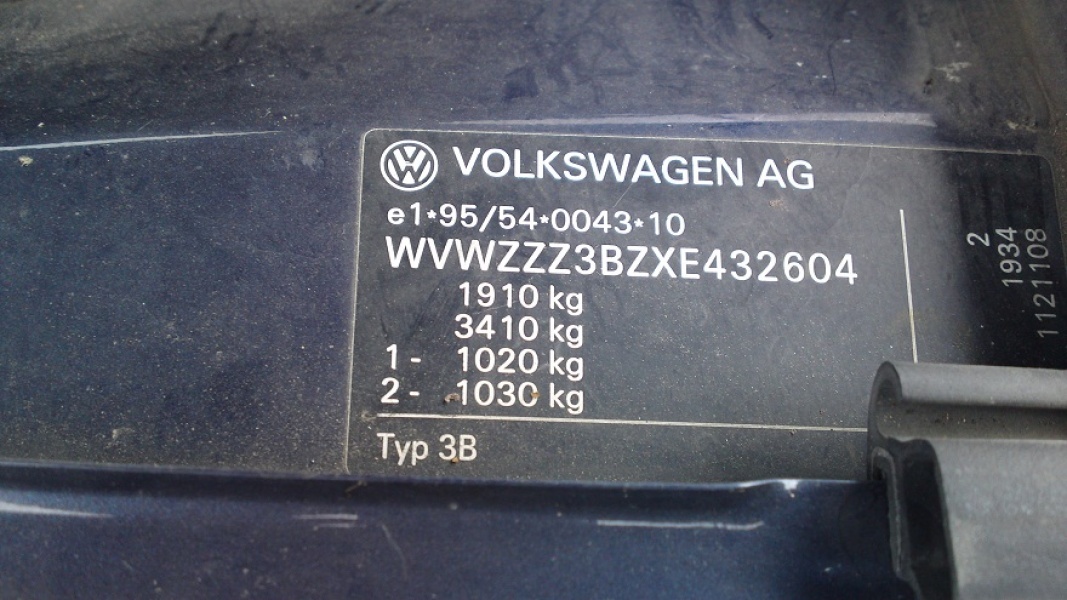 VOLKSWAGEN AG
e1*95/54*0043*10
WVWZZZ3BZXE432604
1910 kg
3410 kg
1- 1020 kg
2- 1030 kg
Typ 3B
2
1934
1121108